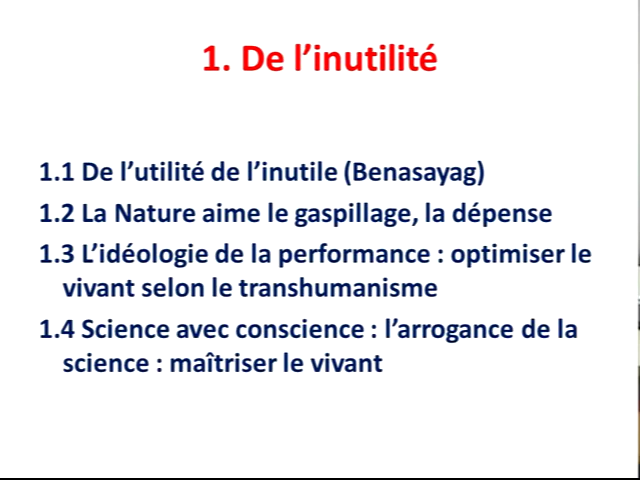 1. De l’inutilité
1.1 De l’utilité de l’inutile (Benasayag)
1.2 La Nature aime le gaspillage, la dépense
1.3 L’idéologie de la performance : optimiser le
vivant selon le transhumanisme
1.4 Science avec conscience : l’arrogance de la
science : maîtriser le vivant